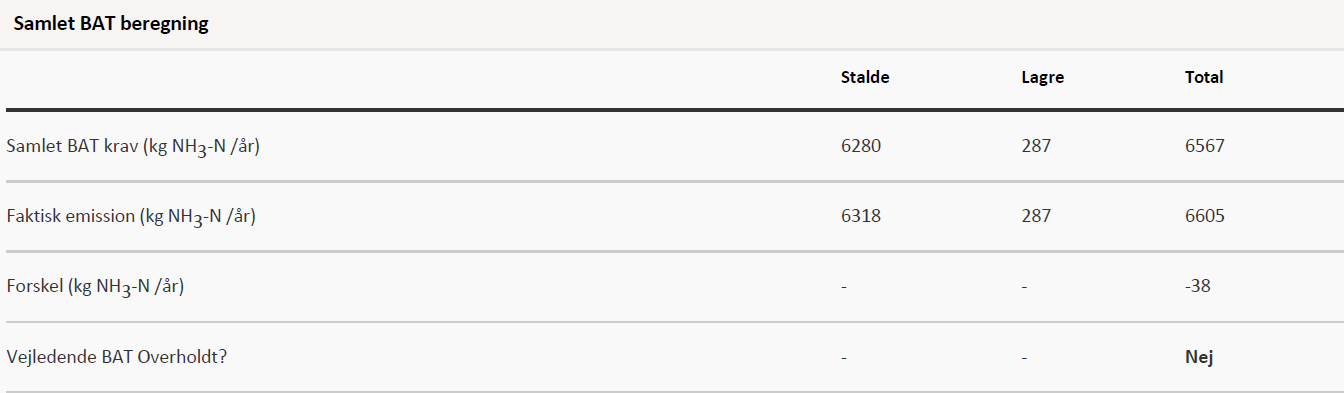 Samlet BAT beregning
Stalde Lagre Total
Samlet BAT krav (kg NH3-N /år) 6280 287 6567
Faktisk emission (kg NH3-N /år) 6318 287 6605
Forskel (kg NH3-N /år) - - -38
Vejledende BAT Overholdt? - - Nej